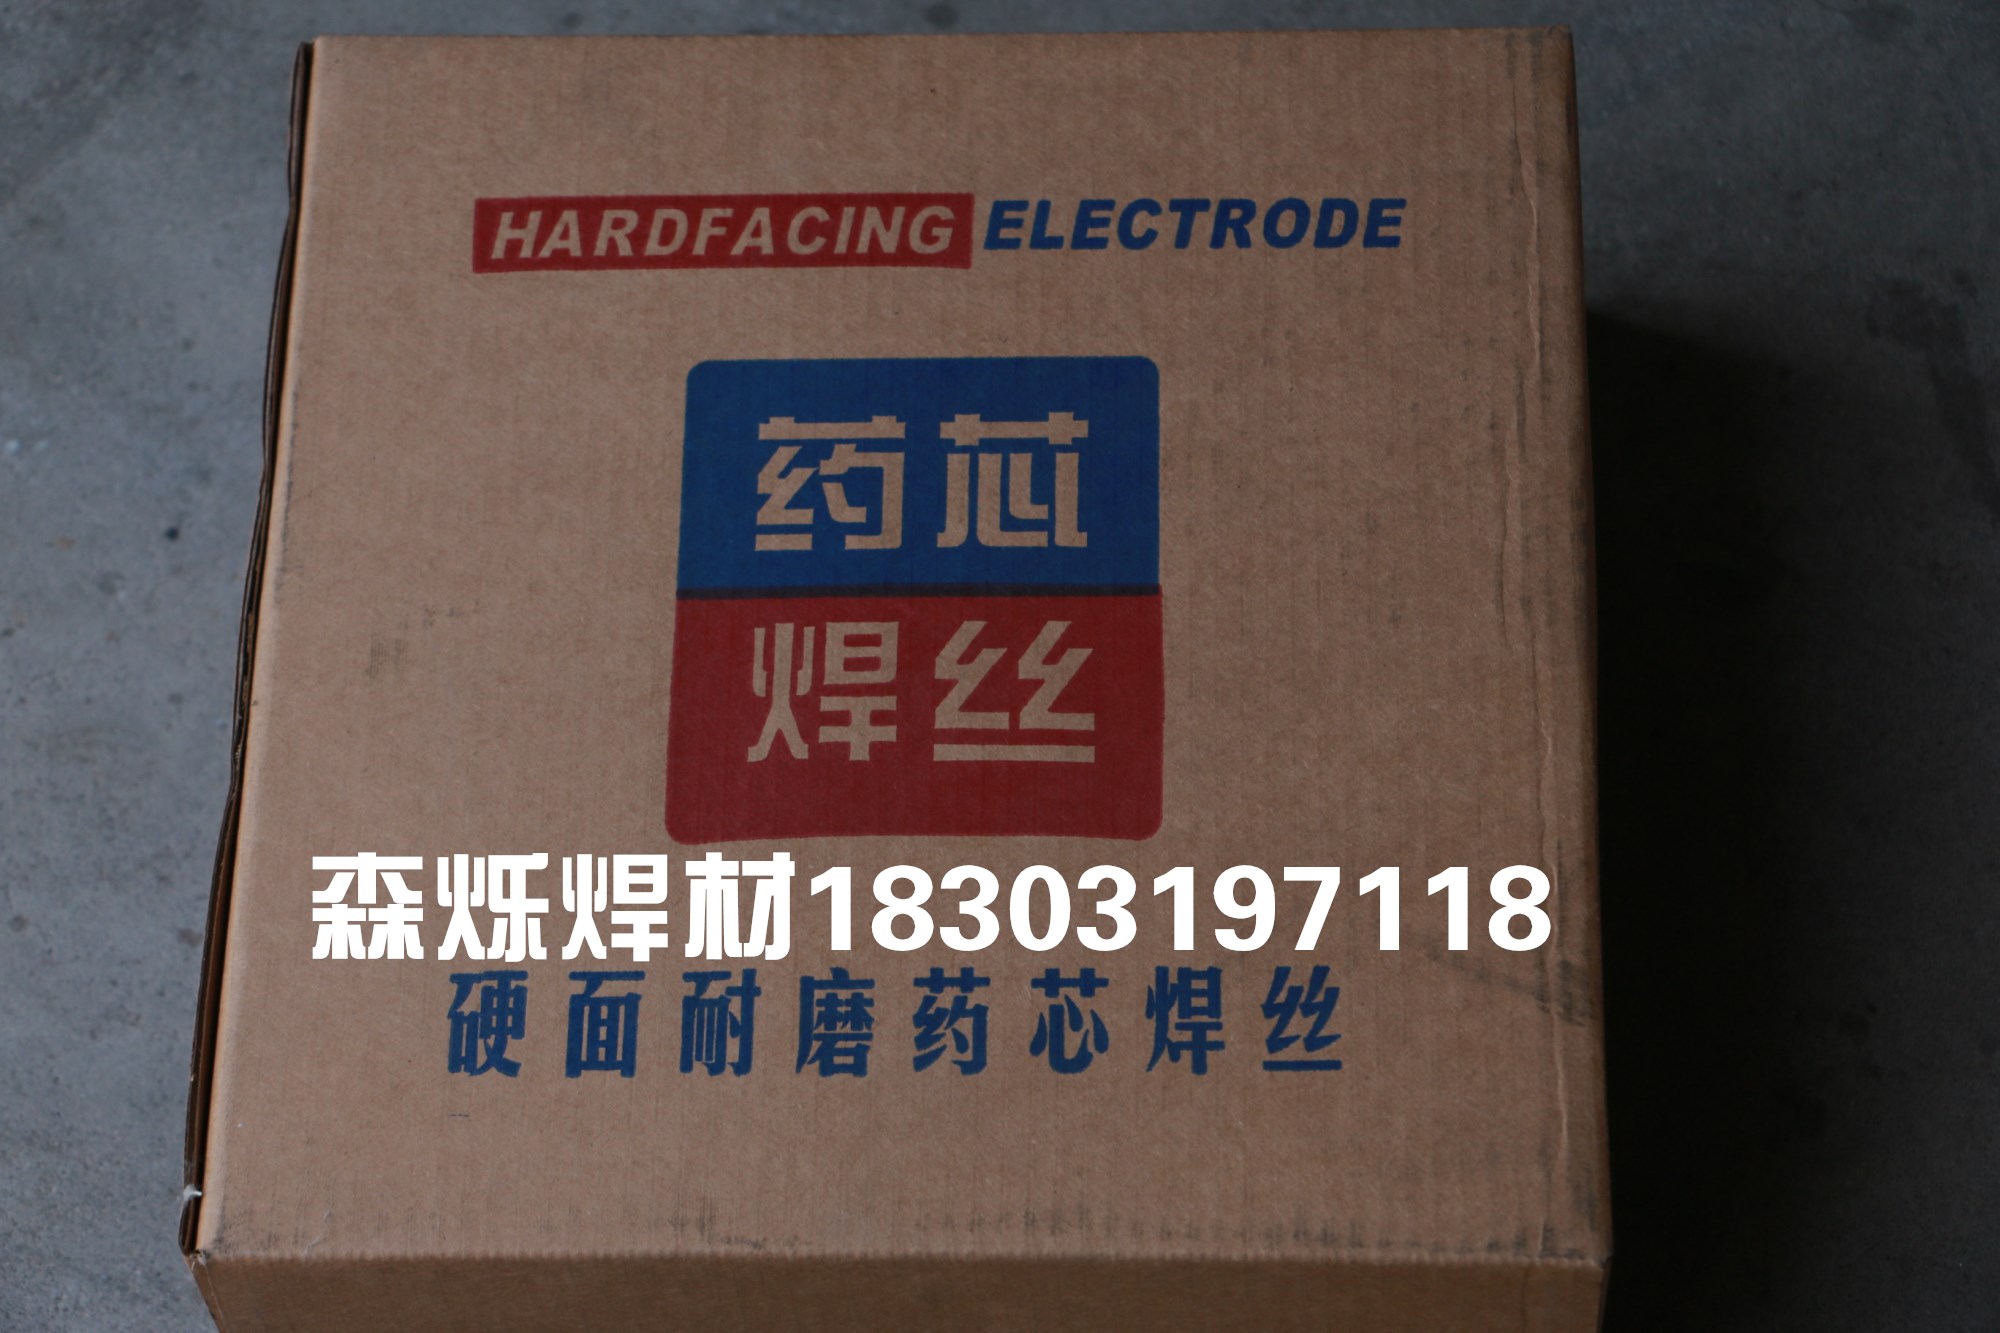 HARDFACING ELECTRODE
药芯
焊丝
森烁焊材18303197118
硬面耐磨药芯焊丝